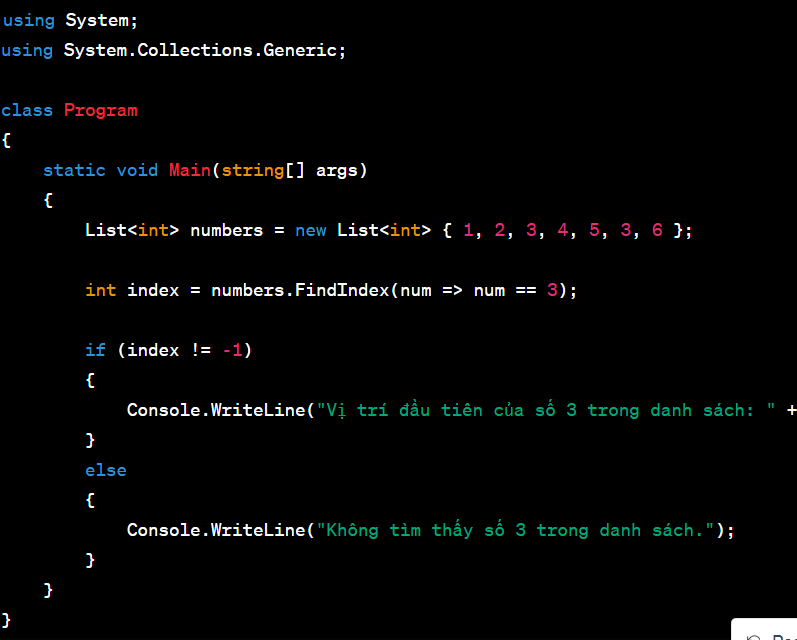 using System;
using System.Collections.Generic;
class Program
{
static void Main(string[] args)
{
List<int> numbers = new List<int> { 1, 2, 3, 4, 5, 3, 6 };
int index = numbers.FindIndex(num => num == 3);
if (index != -1)
{
Console.WriteLine("Vị trí đầu tiên của số 3 trong danh sách: " +
}
else
{
Console.WriteLine("Không tìm thấy số 3 trong danh sách.");
}
}
}